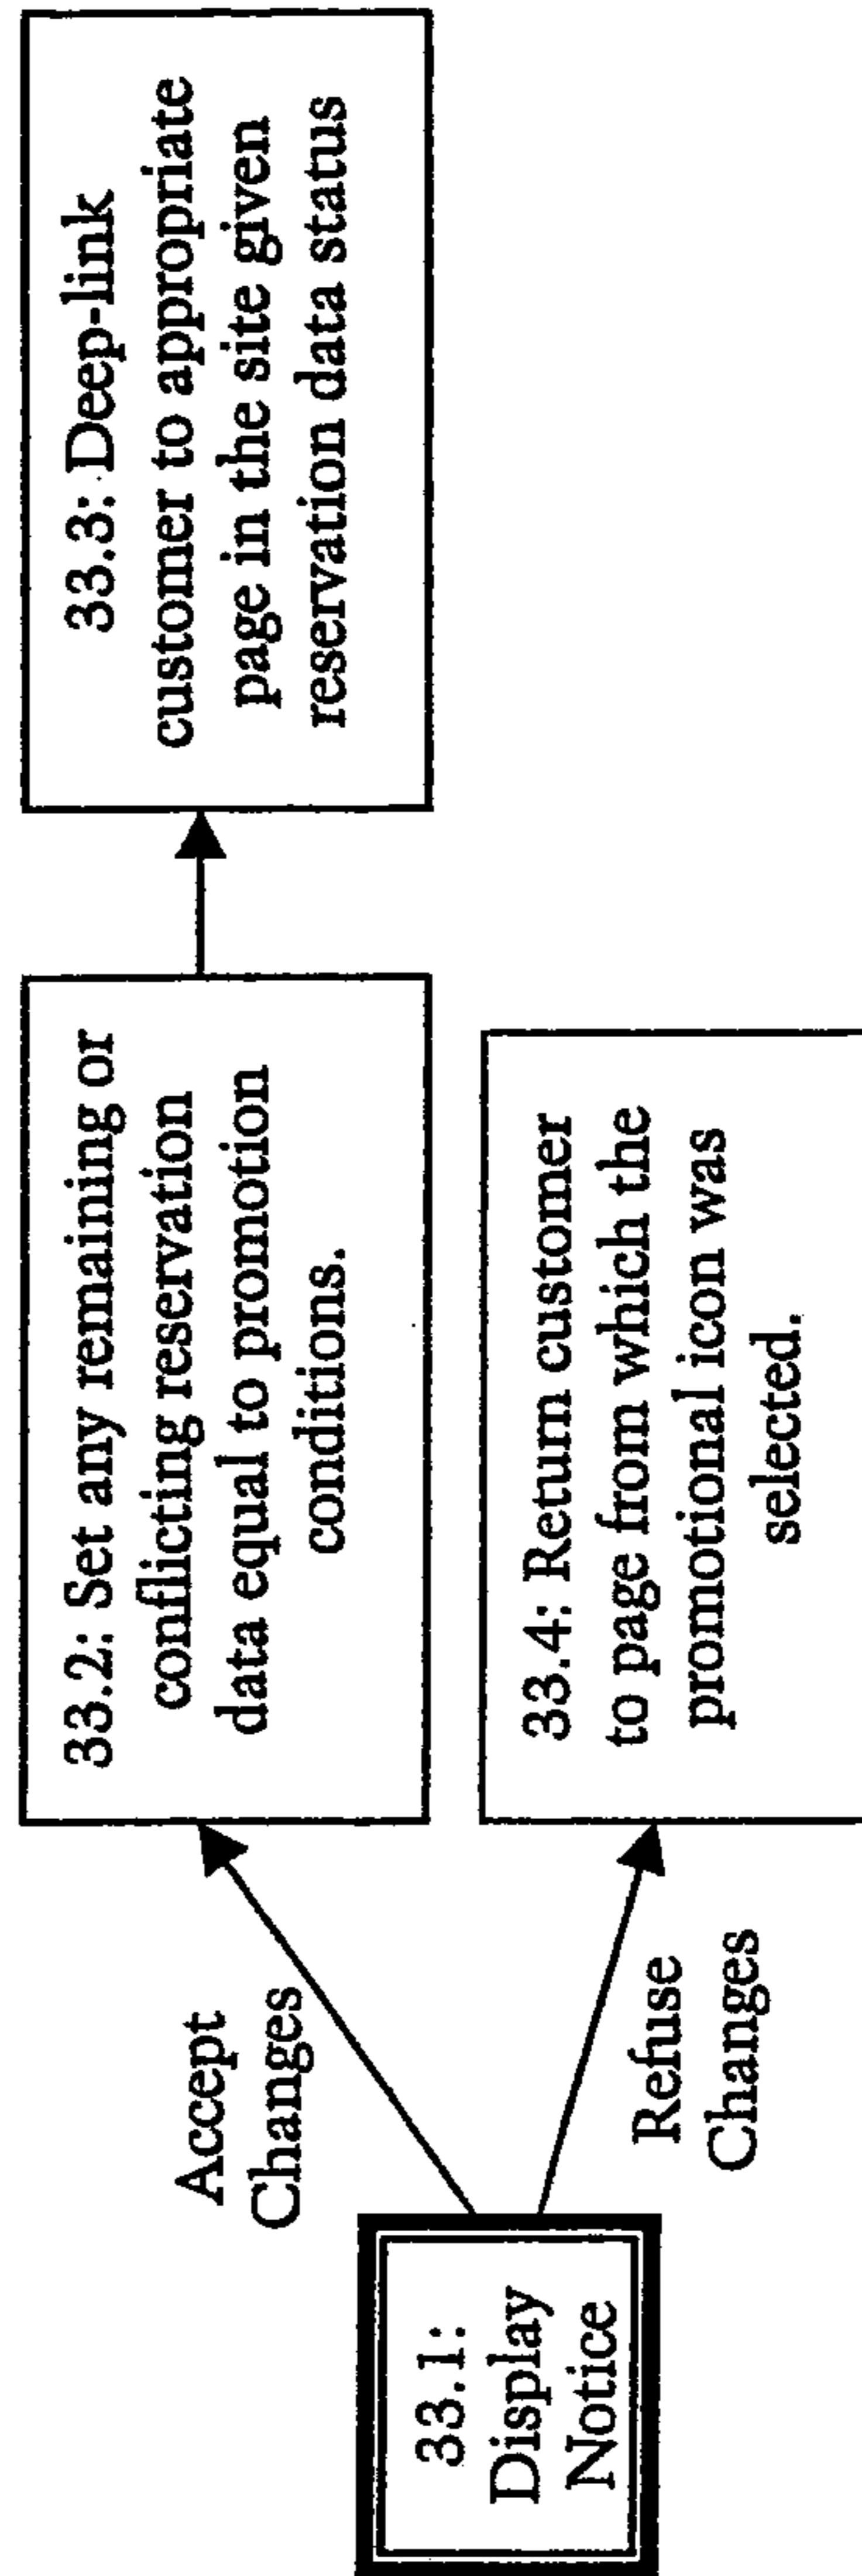 33.1:
Display
Notice
Accept
Changes
Refuse
Changes
33.2: Set any remaining or
conflicting reservation
data equal to promotion
conditions.
33.4: Return customer
to page from which the
promotional icon was
selected.
33.3: Deep-link
customer to appropriate
page in the site given
reservation data status